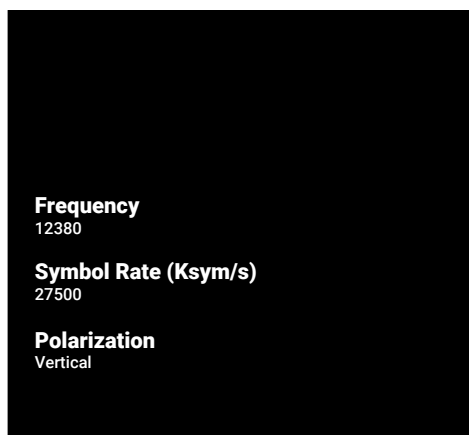 Frequency
12380
Symbol Rate (Ksym/s)
27500
Polarization
Vertical